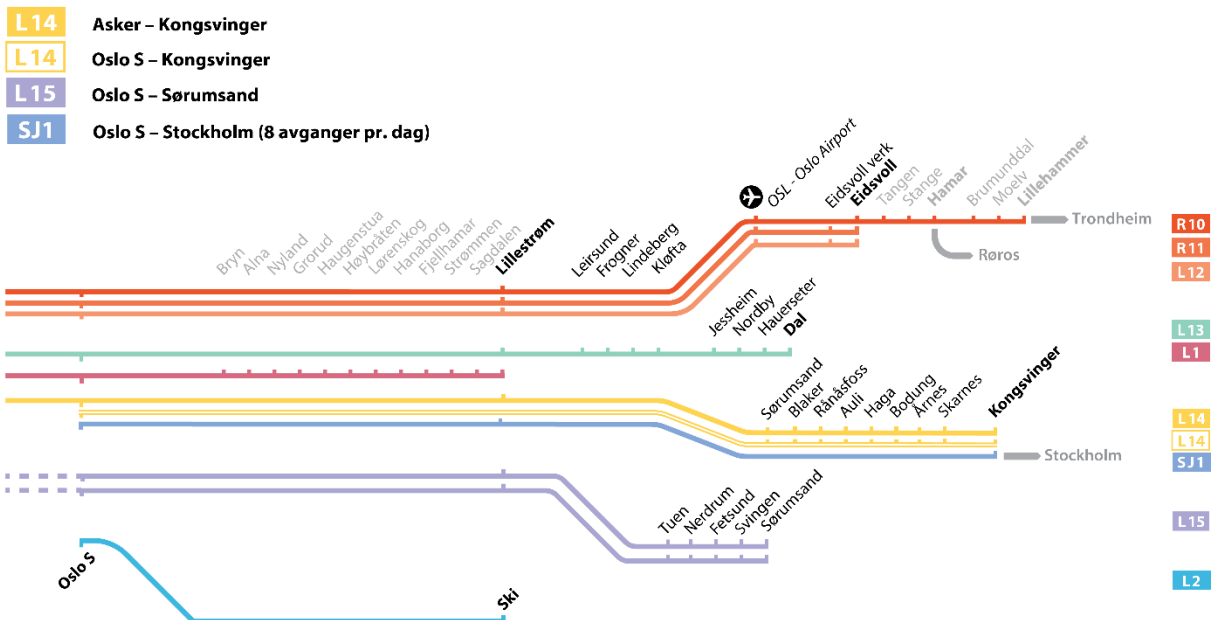 L14 Asker – Kongsvinger
L14 Oslo S – Kongsvinger
L15 Oslo S – Sørumsand
SJ1 Oslo S – Stockholm (8 avganger pr. dag)
Bryn
Alna
Nyland
Grorud
Haugenstua
Høybråten
Lørenskog
Hanaborg
Fjellhamar
Strømmen
Sagdalen
Lillestrøm
Leirsund
Frogner
Lindeberg
Kløfta
OSL - Oslo Airport
Eidsvoll verk
Eidsvoll
Tangen
Stange
Hamar
Brumunddal
Moelv
Lillehammer
Trondheim
Røros
R10
R11
L12
Jessheim
Nordby
Hauerseter
Dal
L13
L1
Sørumsand
Blaker
Rånåsfoss
Auli
Haga
Bodung
Årnes
Skarnes
Kongsvinger
Stockholm
L14
L14
SJ1
Tuen
Nerdrum
Fetsund
Svingen
Sørumsand
L15
Oslo S
Ski
L2